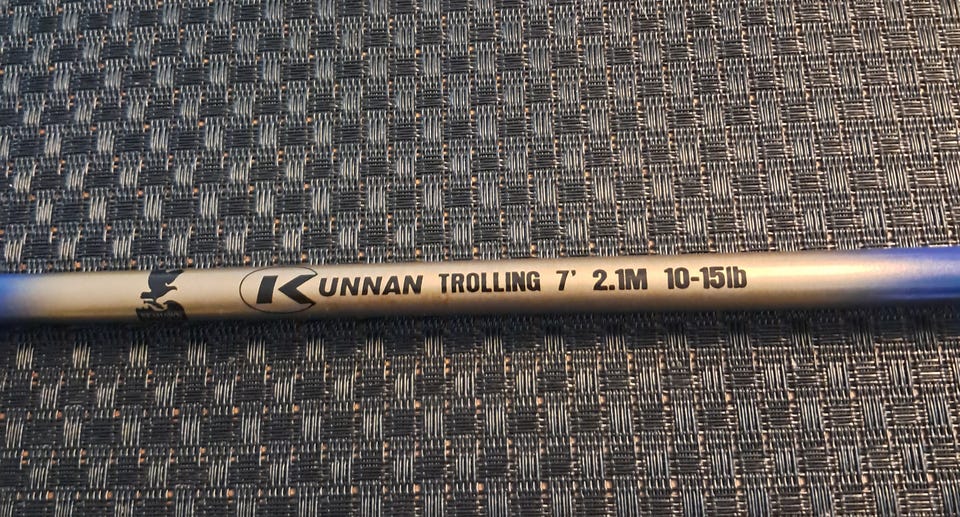 KUNNAN TROLLING 7' 2.1M 10-15lb